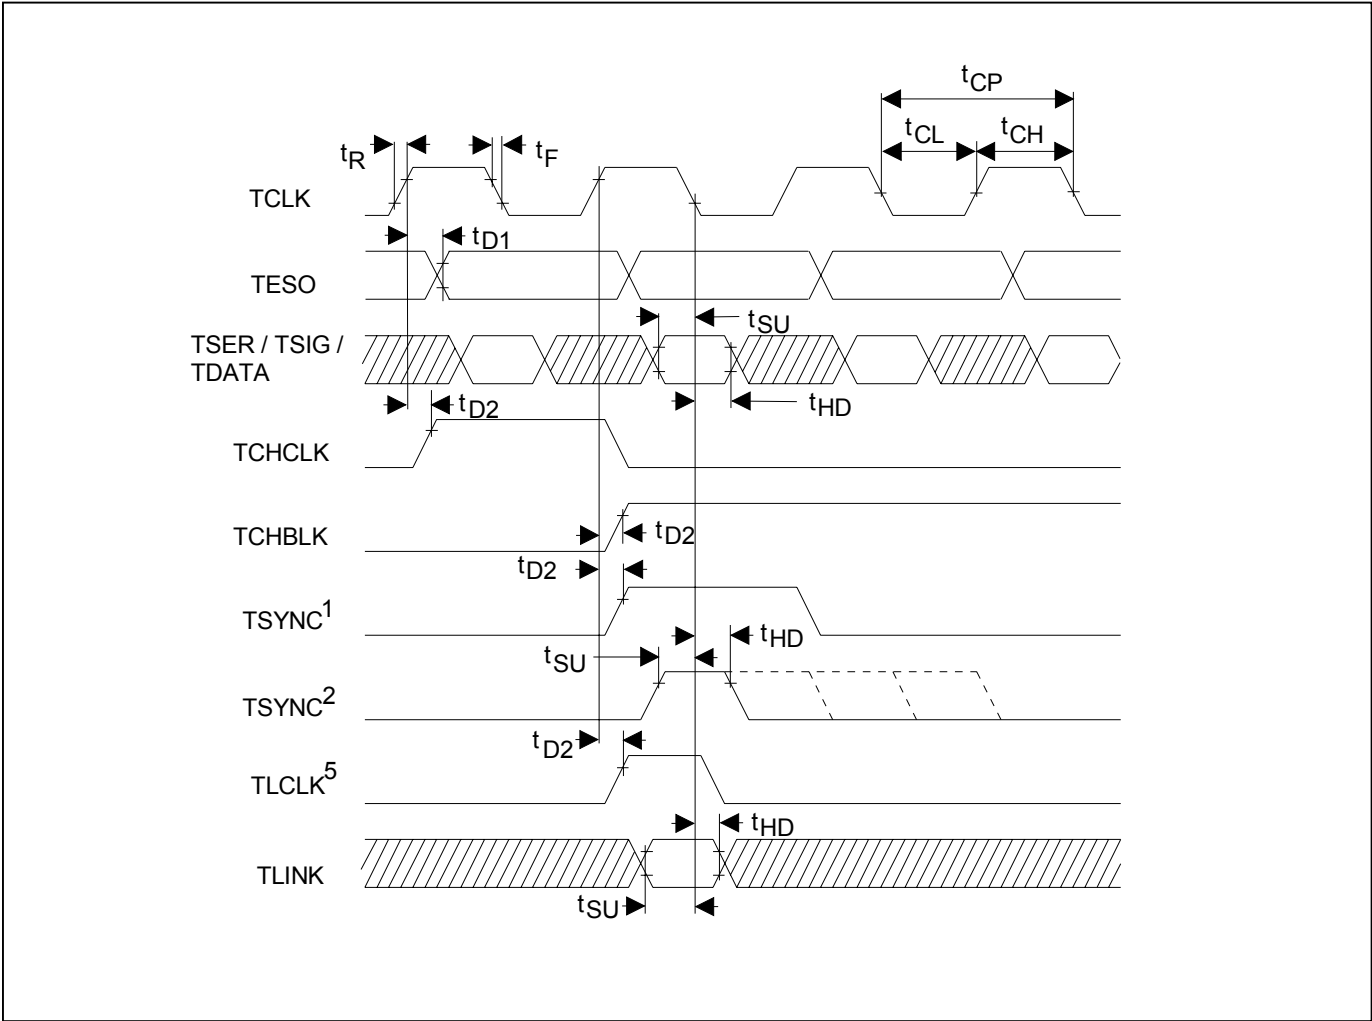 tCP
tCL tCH
tR tF
TCLK
tD1
TESO
tSU
TSER / TSIG /
TDATA
tD2 tHD
TCHCLK
TCHBLK tD2
tD2
TSYNC1
tHD
tSU
TSYNC2
tD2
TLCLK5
tHD
TLINK
tSU